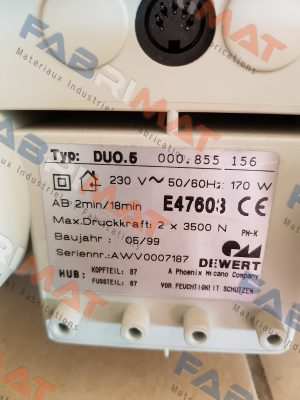 Typ: DUO.5 000.855 156
230 V~ 50/60Hz 170 W
AB 2min/18min E47603 CE
Max.Druckkraft: 2 x 3500 N
PM-K
Baujahr : 05/99
Seriennr.:AWV0007187
DEWERT
A Phoenix Mecano Company
HUB: KOPFTEIL: 87
FUSSTEIL: 87
VOR FEUCHTIGKEIT SCHÜTZEN
FABRIMAT
Materiaux Industriels